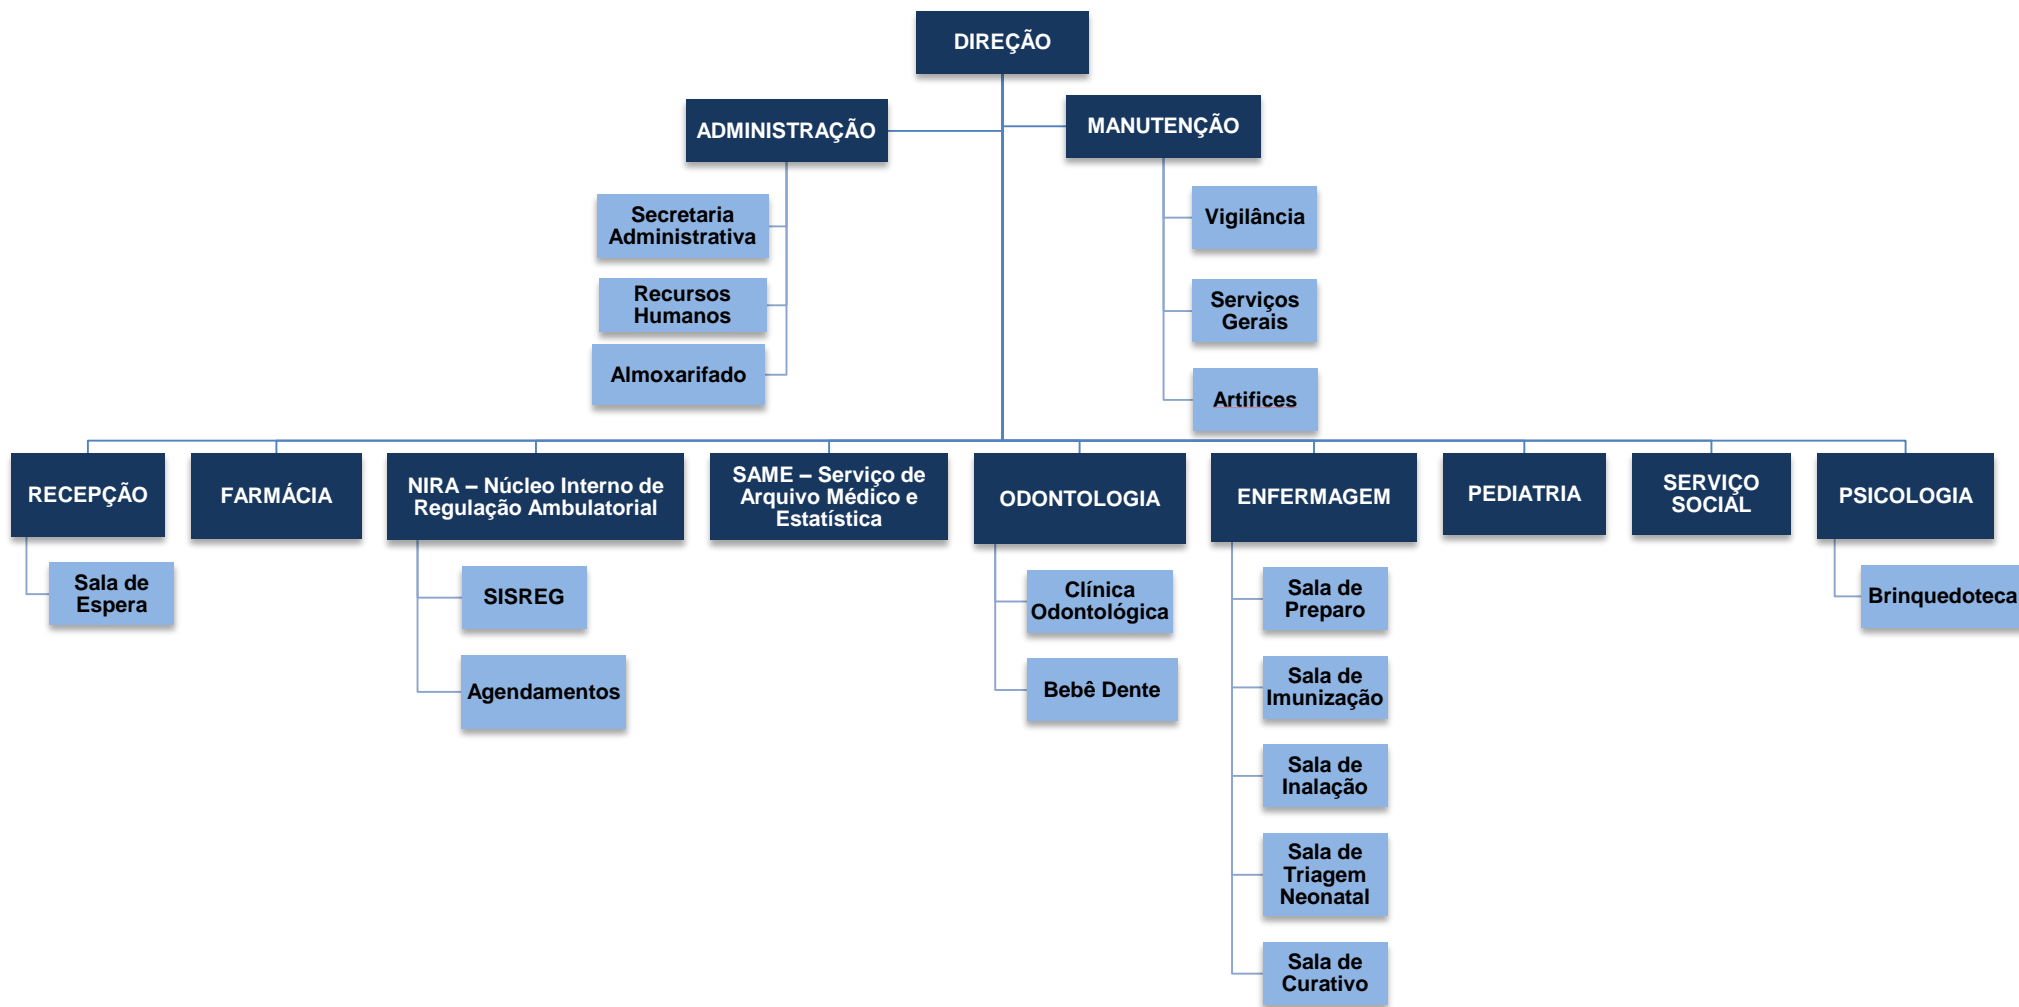 DIREÇÃO
ADMINISTRAÇÃO
MANUTENÇÃO
Secretaria
Administrativa
Recursos
Humanos
Almoxarifado
Vigilância
Serviços
Gerais
Artifices
RECEPÇÃO
Sala de
Espera
FARMÁCIA
NIRA – Núcleo Interno de
Regulação Ambulatorial
SISREG
Agendamentos
SAME – Serviço de
Arquivo Médico e
Estatística
ODONTOLOGIA
Clínica
Odontológica
Bebê Dente
ENFERMAGEM
Sala de
Preparo
Sala de
Imunização
Sala de
Inalação
Sala de
Triagem
Neonatal
Sala de
Curativo
PEDIATRIA
SERVIÇO
SOCIAL
PSICOLOGIA
Brinquedoteca